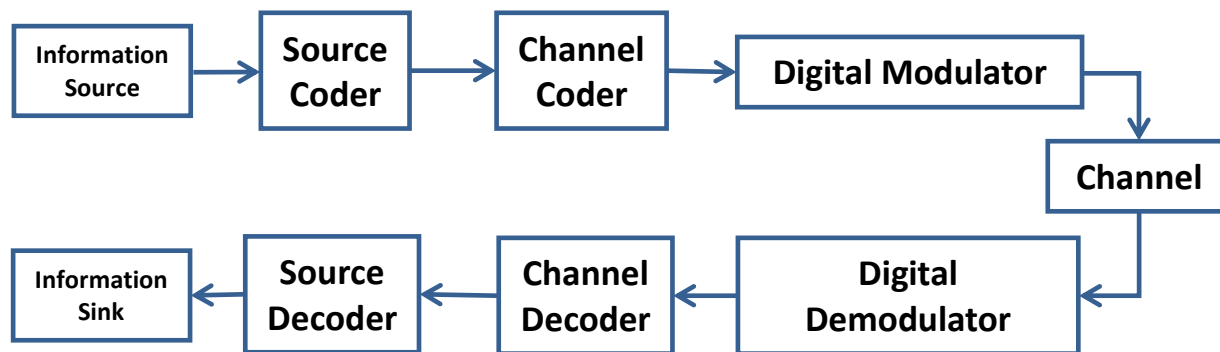 Information
Source
Source
Coder
Channel
Coder
Digital Modulator
Channel
Information
Sink
Source
Decoder
Channel
Decoder
Digital
Demodulator